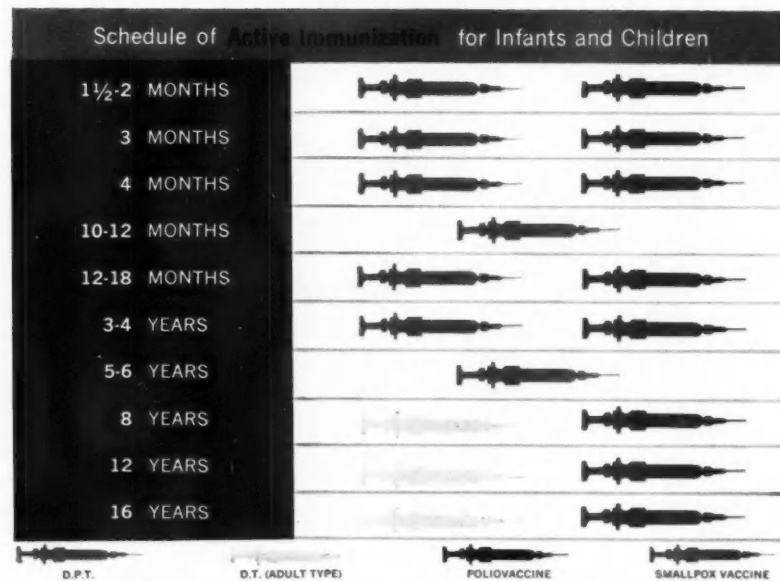 Schedule of Active Immunization for Infants and Children
1½-2 MONTHS
3 MONTHS
4 MONTHS
10-12 MONTHS
12-18 MONTHS
3-4 YEARS
5-6 YEARS
8 YEARS
12 YEARS
16 YEARS
D.P.T. D.T. (ADULT TYPE) POLIOVACCINE SMALLPOX VACCINE